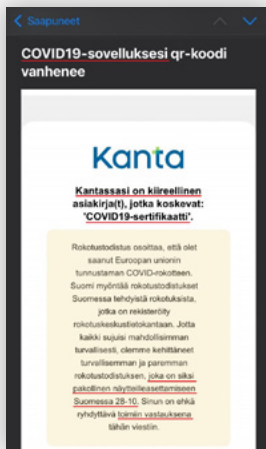 Saapuneet
COVID19-sovelluksesi qr-koodi
vanhenee
Kanta
Kantassasi on kiireellinen
asiakirja(t), jotka koskevat:
'COVID19-sertifikaatti'.
Rokotustodistus osoittaa, että olet
saanut Euroopan unionin
tunnustaman COVID-rokotteen.
Suomi myöntää rokotustodistukset
Suomessa tehdyistä rokotuksista,
jotka on rekisteröity
rokotuskeskustietokantaan. Jotta
kaikki sujuisi mahdollisimman
turvallisesti, olemme kehittäneet
turvallisemman ja paremman
rokotustodistuksen, joka on siksi
pakollinen näytteilleasettamiseen
Suomessa 28-10. Sinun on ehkä
ryhdyttävä toimiin vastauksena
tähän viestiin.